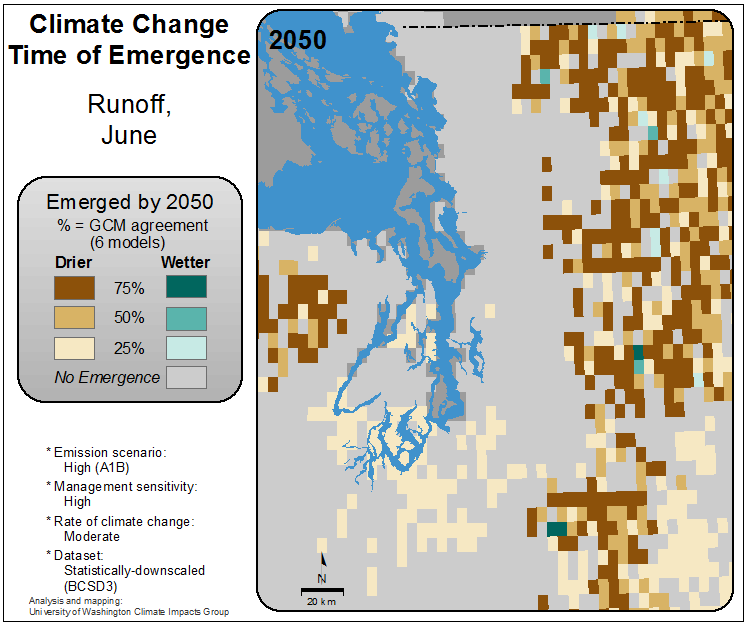 Climate Change
Time of Emergence
Runoff,
June
Emerged by 2050
% = GCM agreement
(6 models)
Drier Wetter
75%
50%
25%
No Emergence
* Emission scenario:
High (A1B)
* Management sensitivity:
High
* Rate of climate change:
Moderate
* Dataset:
Statistically-downscaled
(BCSD3)
Analysis and mapping:
University of Washington Climate Impacts Group
2050
N
20 km